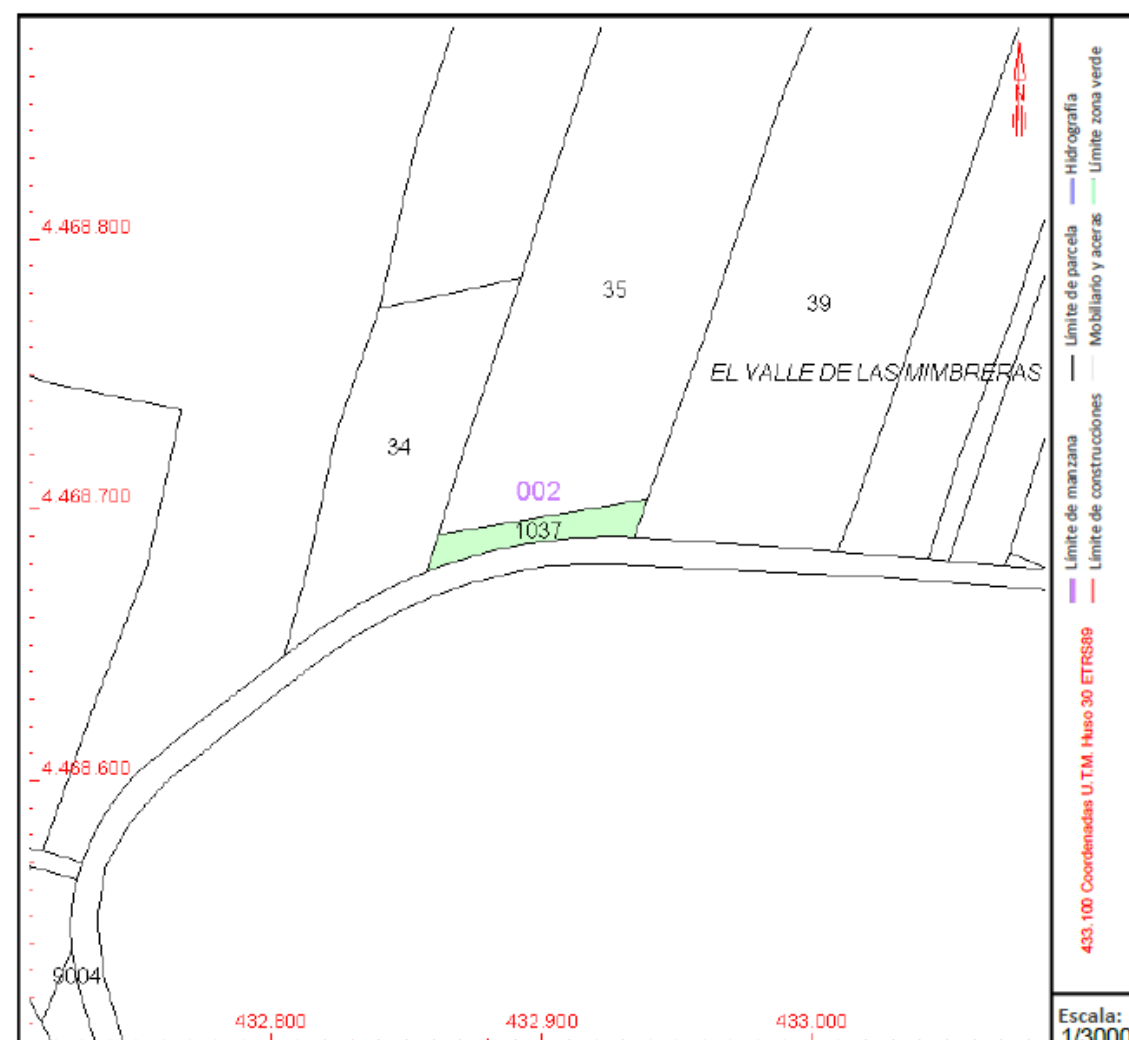 4.468.800
35
39
EL VALLE DE LAS MIMBRERAS
34
4.468.700
002
1037
4.468.600
9004
432.800
432.900
433.000
N
Hidrografía
Límite zona verde
Límite de parcela
Mobiliario y aceras
Límite de manzana
Límite de construcciones
433.100 Coordenadas U.T.M. Huso 30 ETRS89
Escala:
1/3000